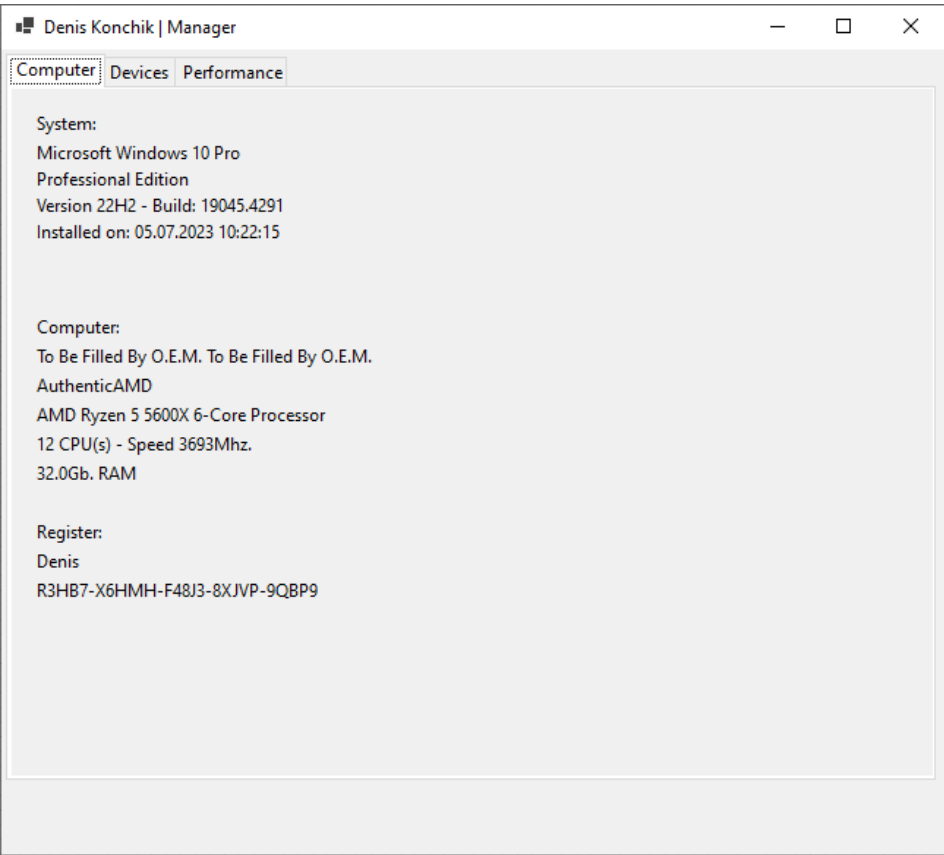 Denis Konchik | Manager
Computer Devices Performance
System:
Microsoft Windows 10 Pro
Professional Edition
Version 22H2 - Build: 19045.4291
Installed on: 05.07.2023 10:22:15
Computer:
To Be Filled By O.E.M. To Be Filled By O.E.M.
AuthenticAMD
AMD Ryzen 5 5600X 6-Core Processor
12 CPU(s) - Speed 3693Mhz.
32.0Gb. RAM
Register:
Denis
R3HB7-X6HMH-F48J3-8XJVP-9QBP9